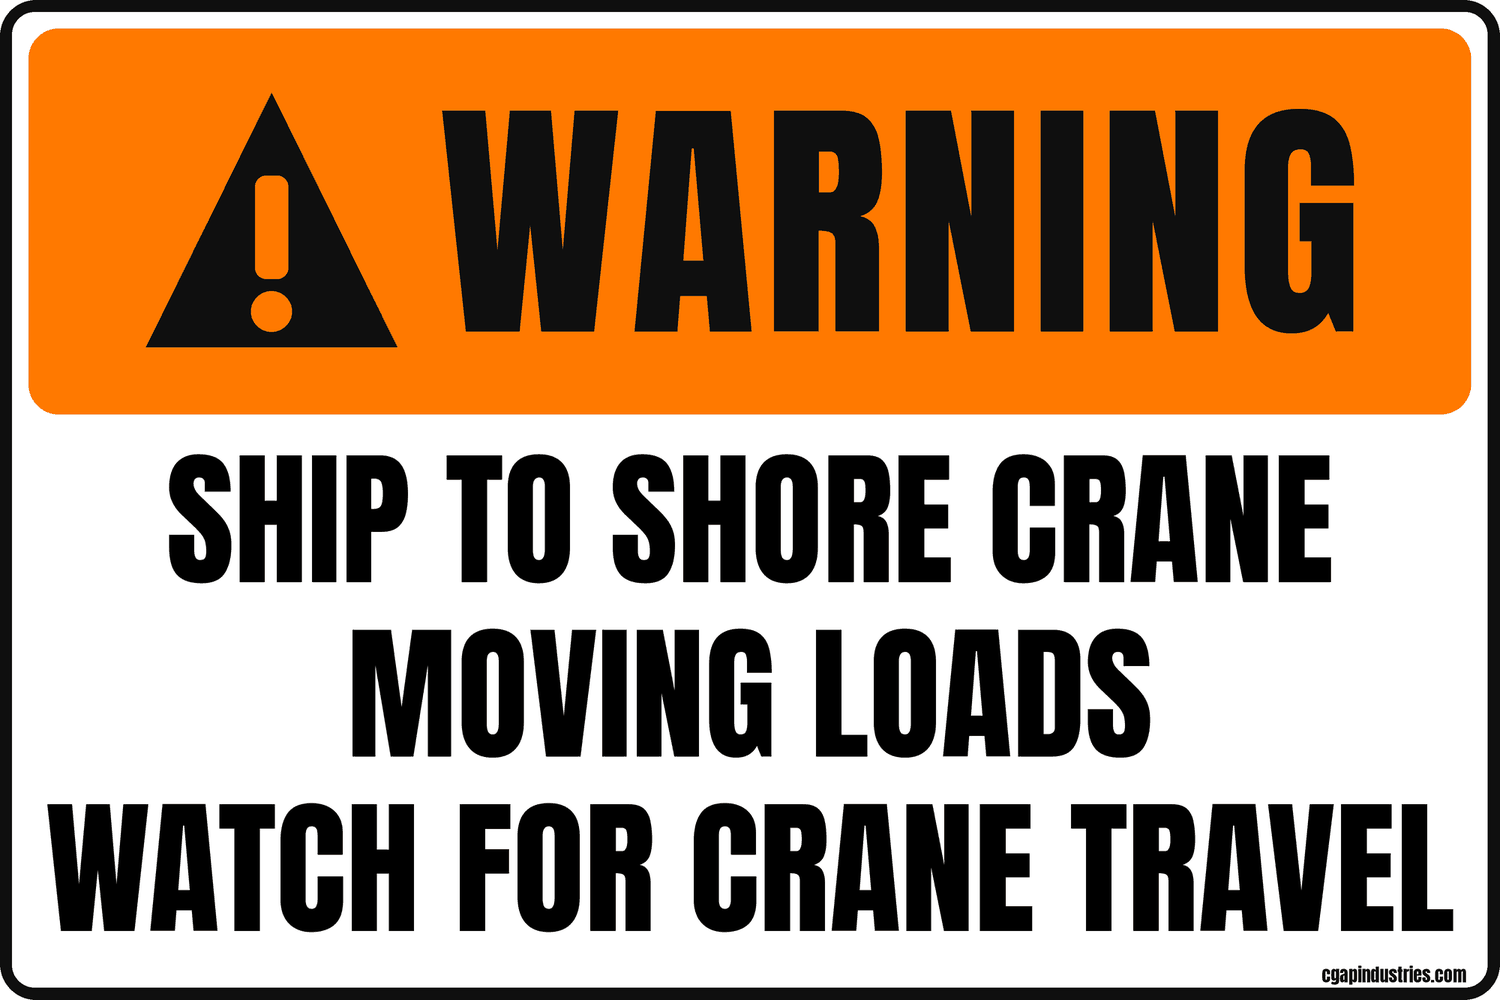 WARNING
SHIP TO SHORE CRANE
MOVING LOADS
WATCH FOR CRANE TRAVEL
cgapindustries.com